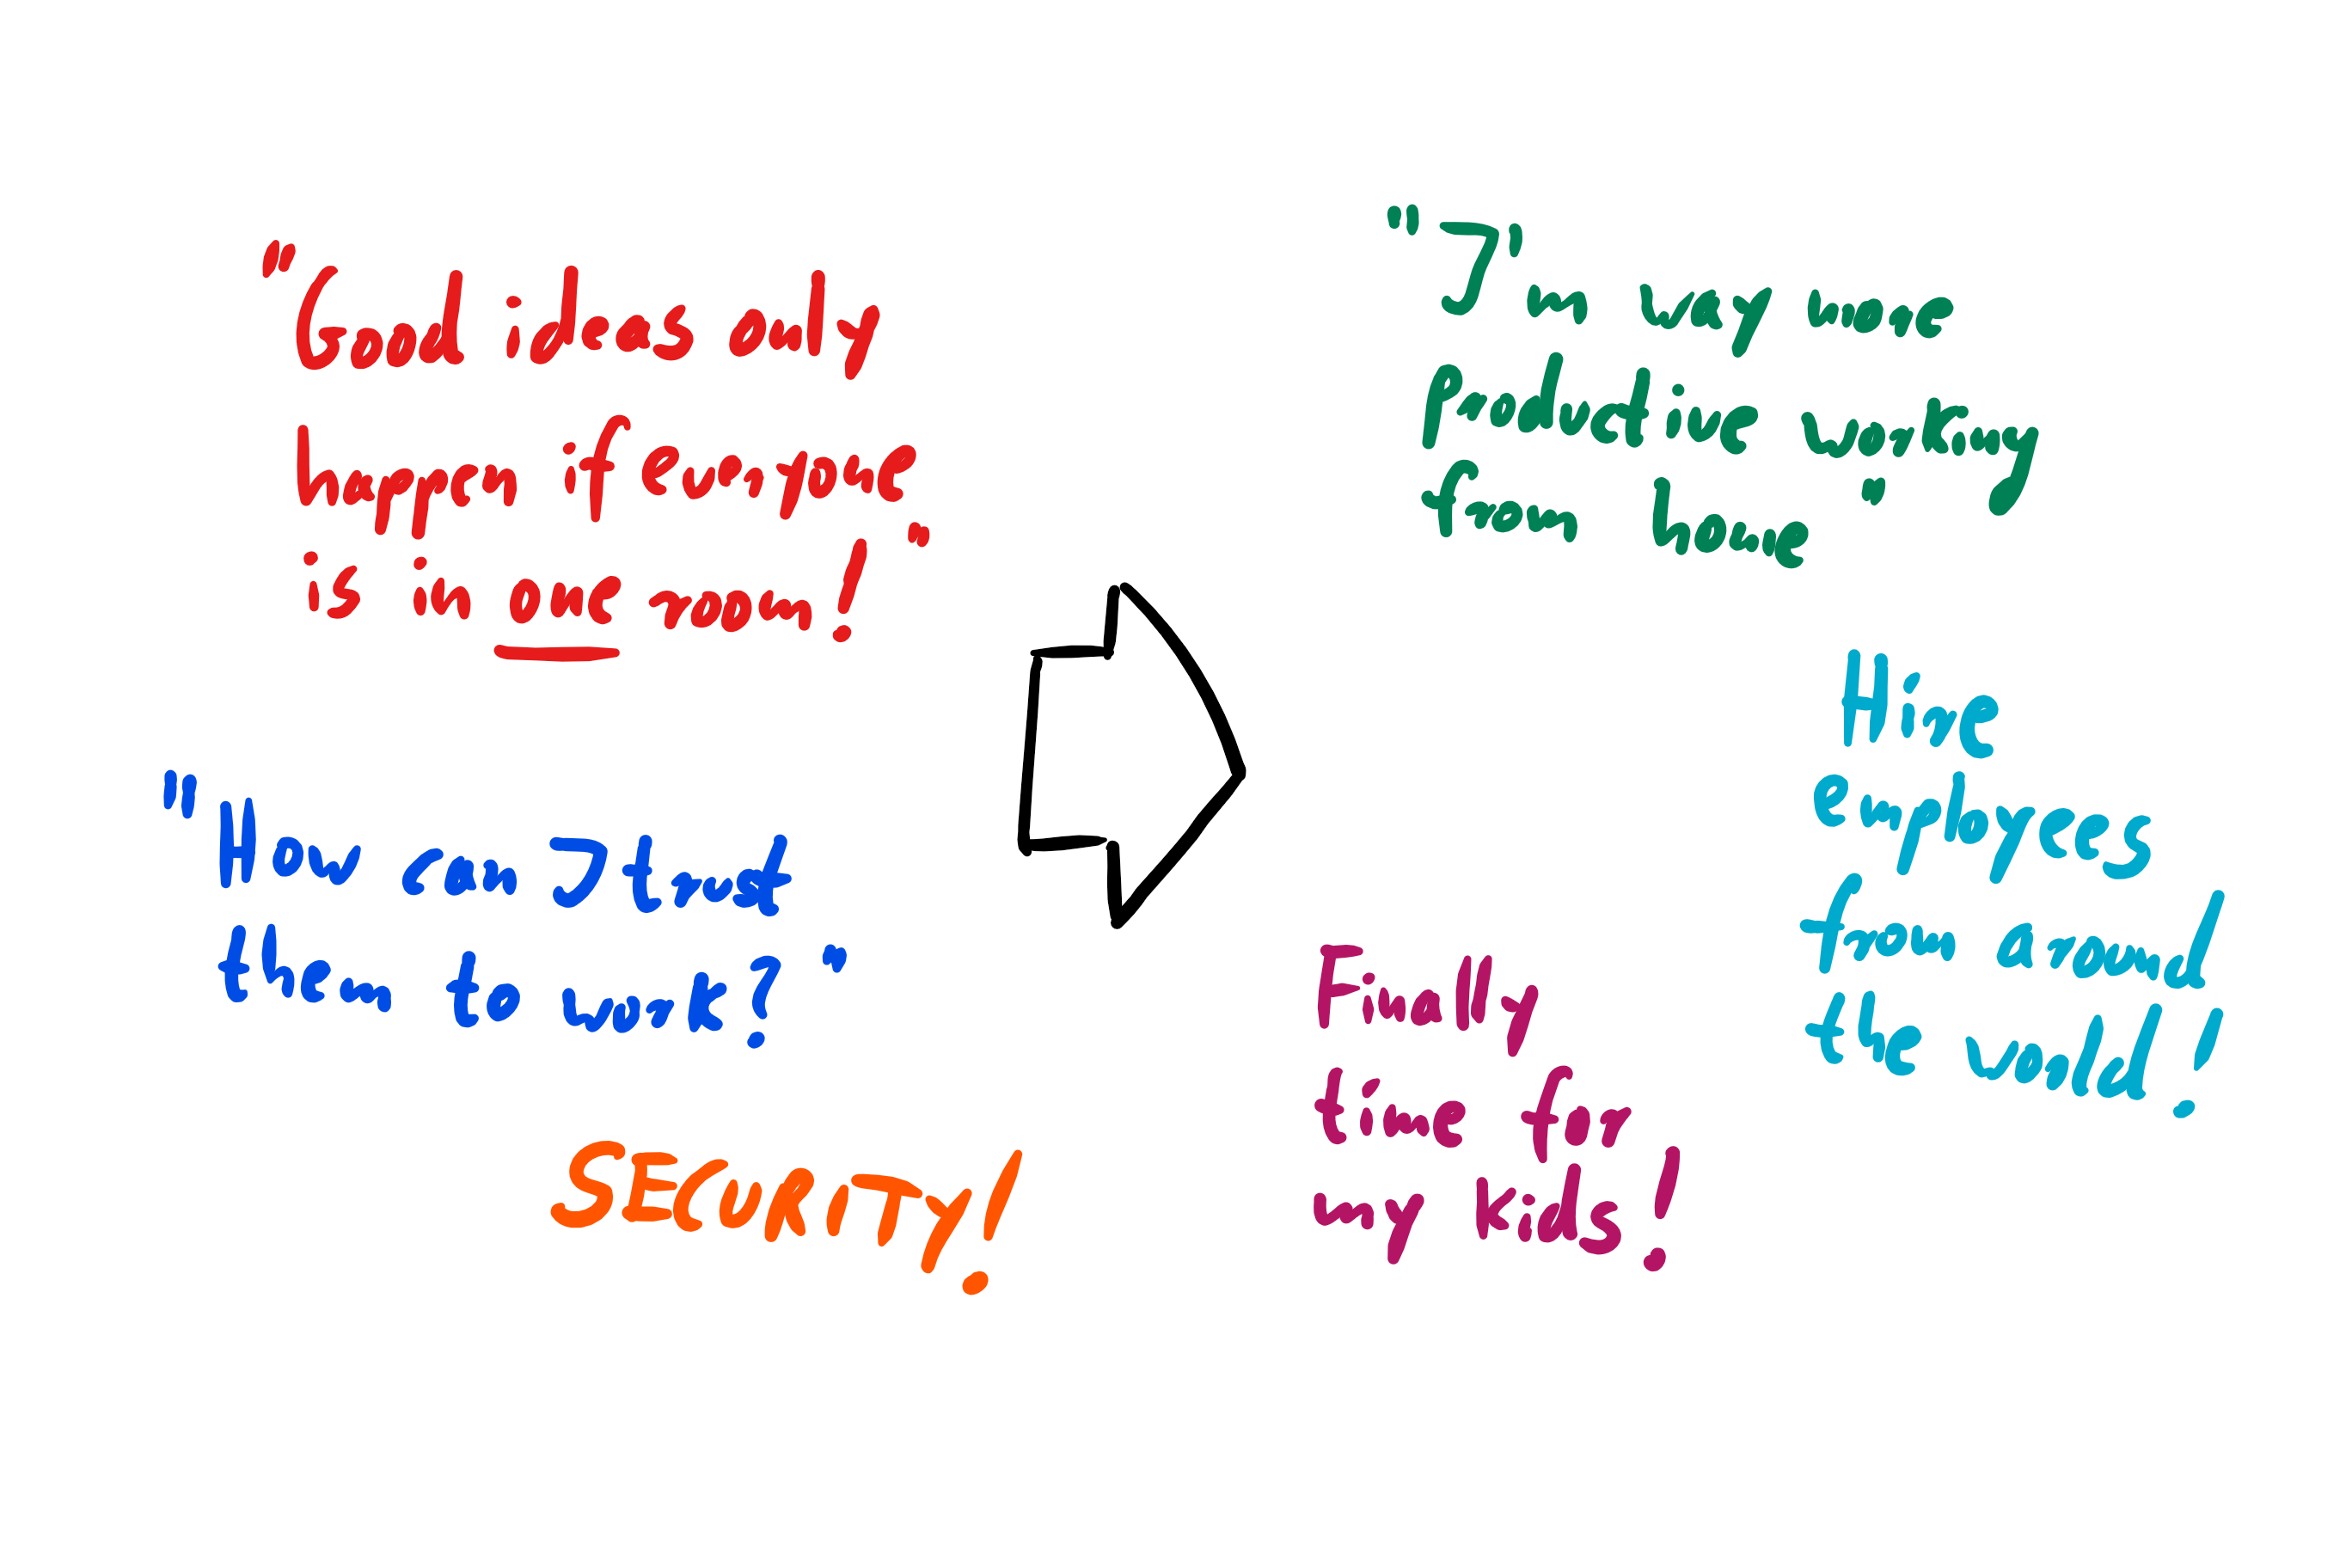 "Good ideas only
happen if everyone
is in one room!"
"How can I trust
them to work?"
SECURITY!
"I'm way more
productive working
from home"
Hire
employees
from around
the world!
Finally
time for
my kids!